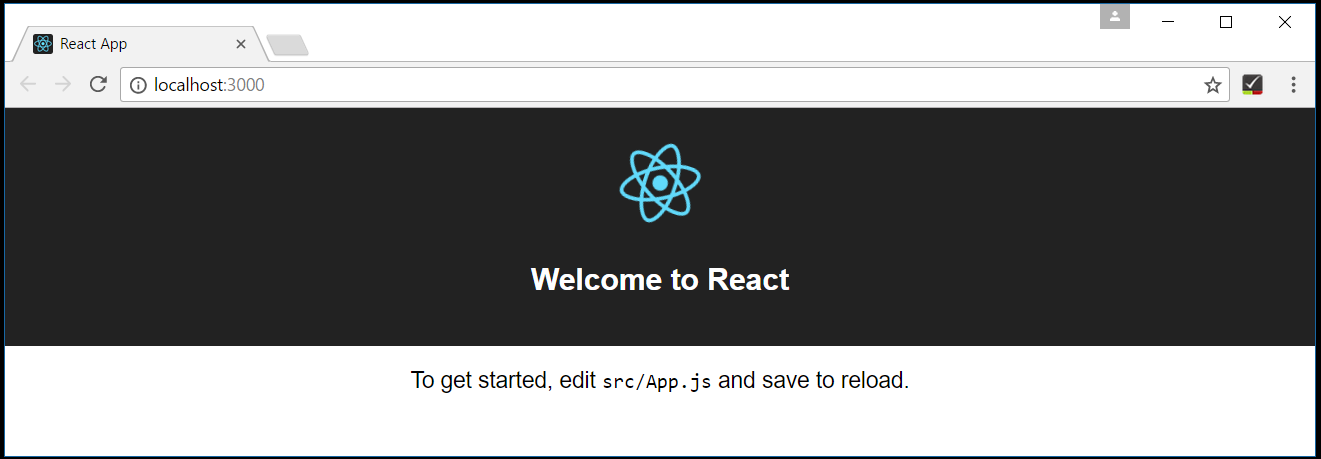 React App
localhost:3000
Welcome to React
To get started, edit src/App.js and save to reload.